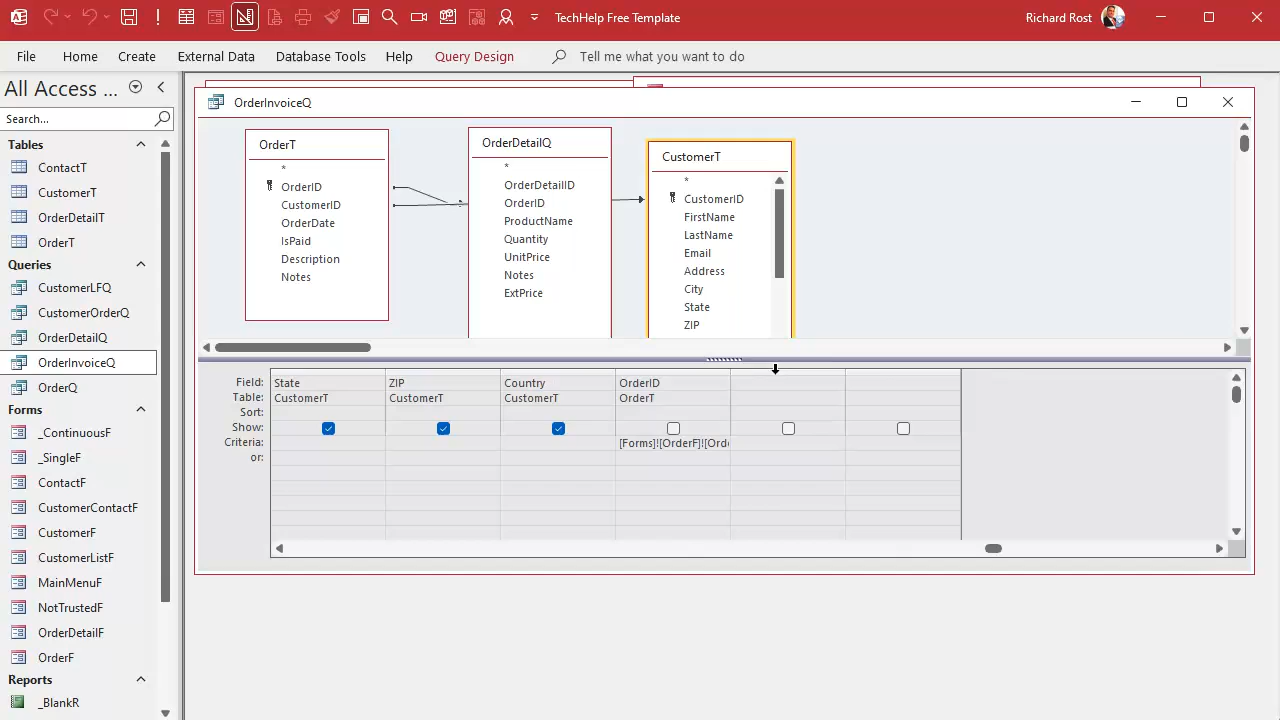 TechHelp Free Template
Richard Rost
File Home Create External Data Database Tools Help Query Design Tell me what you want to do
All Access ...
Search...
Tables
ContactT
CustomerT
OrderDetailT
OrderT
Queries
CustomerLFQ
CustomerOrderQ
OrderDetailQ
OrderInvoiceQ
OrderQ
Forms
_ContinuousF
_SingleF
ContactF
CustomerContactF
CustomerF
CustomerListF
MainMenuF
NotTrustedF
OrderDetailF
OrderF
Reports
_BlankR
OrderInvoiceQ
OrderT
*
OrderID
CustomerID
OrderDate
IsPaid
Description
Notes
OrderDetailQ
*
OrderDetailID
OrderID
ProductName
Quantity
UnitPrice
Notes
ExtPrice
CustomerT
*
CustomerID
FirstName
LastName
Email
Address
City
State
ZIP
Field: State ZIP Country OrderID
Table: CustomerT CustomerT CustomerT OrderT
Sort:
Show:
Criteria: [Forms]![OrderF]![Orde
or: